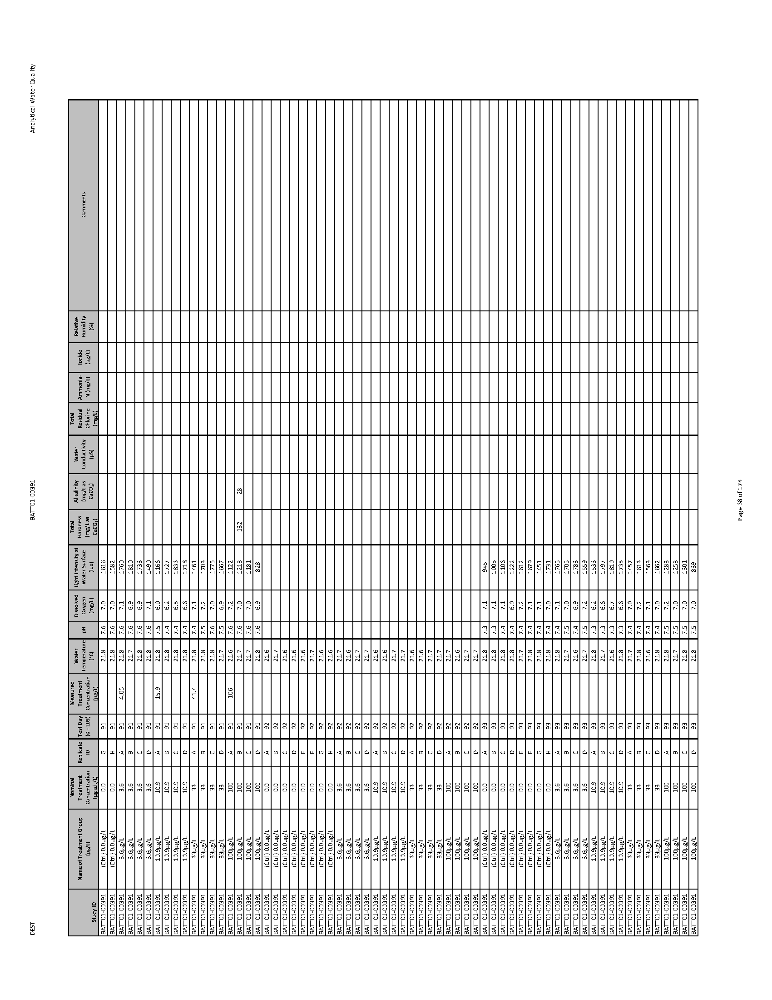 DEST BATT01-00391 Analytical Water Quality
Study ID Name of Treatment Group (µg/L) Nominal Treatment Concentration (µg a.i./L) Replicate ID Test Day (0 - 109) Measured Treatment Concentration (µg/L) Water Temperature (°C) pH Dissolved Oxygen (mg/L) Light Intensity at Water Surface (lux) Total Hardness (mg/L as CaCO₃) Alkalinity (mg/L as CaCO₃) Water Conductivity (µS) Total Residual Chlorine (mg/L) Ammonia-N (mg/L) Iodide (µg/L) Relative Humidity (%) Comments
BATT01-00391 (Ctrl) 0.0µg/L 0.0 G 91 21.8 7.6 7.0 1616
BATT01-00391 (Ctrl) 0.0µg/L 0.0 H 91 21.8 7.6 7.0 1582
BATT01-00391 3.6µg/L 3.6 A 91 4.05 21.8 7.6 7.1 1760
BATT01-00391 3.6µg/L 3.6 B 91 21.7 7.6 6.9 1810
BATT01-00391 3.6µg/L 3.6 C 91 21.8 7.6 6.9 1733
BATT01-00391 3.6µg/L 3.6 D 91 21.8 7.6 7.1 1490
BATT01-00391 10.9µg/L 10.9 A 91 15.9 21.8 7.5 6.0 1166
BATT01-00391 10.9µg/L 10.9 B 91 21.8 7.4 6.2 1727
BATT01-00391 10.9µg/L 10.9 C 91 21.8 7.4 6.5 1833
BATT01-00391 10.9µg/L 10.9 D 91 21.8 7.4 6.6 1718
BATT01-00391 33µg/L 33 A 91 41.4 21.8 7.4 7.1 1461
BATT01-00391 33µg/L 33 B 91 21.8 7.5 7.2 1703
BATT01-00391 33µg/L 33 C 91 21.8 7.6 7.0 1775
BATT01-00391 33µg/L 33 D 91 21.7 7.5 6.9 1667
BATT01-00391 100µg/L 100 A 91 106 21.6 7.6 7.2 1122
BATT01-00391 100µg/L 100 B 91 21.7 7.6 7.0 1218 132 28
BATT01-00391 100µg/L 100 C 91 21.7 7.6 7.0 1181
BATT01-00391 100µg/L 100 D 91 21.8 7.6 6.9 828
BATT01-00391 (Ctrl) 0.0µg/L 0.0 A 92 21.6
BATT01-00391 (Ctrl) 0.0µg/L 0.0 B 92 21.7
BATT01-00391 (Ctrl) 0.0µg/L 0.0 C 92 21.6
BATT01-00391 (Ctrl) 0.0µg/L 0.0 D 92 21.6
BATT01-00391 (Ctrl) 0.0µg/L 0.0 E 92 21.6
BATT01-00391 (Ctrl) 0.0µg/L 0.0 F 92 21.7
BATT01-00391 (Ctrl) 0.0µg/L 0.0 G 92 21.6
BATT01-00391 (Ctrl) 0.0µg/L 0.0 H 92 21.6
BATT01-00391 3.6µg/L 3.6 A 92 21.7
BATT01-00391 3.6µg/L 3.6 B 92 21.6
BATT01-00391 3.6µg/L 3.6 C 92 21.7
BATT01-00391 3.6µg/L 3.6 D 92 21.7
BATT01-00391 10.9µg/L 10.9 A 92 21.6
BATT01-00391 10.9µg/L 10.9 B 92 21.6
BATT01-00391 10.9µg/L 10.9 C 92 21.7
BATT01-00391 10.9µg/L 10.9 D 92 21.7
BATT01-00391 33µg/L 33 A 92 21.6
BATT01-00391 33µg/L 33 B 92 21.6
BATT01-00391 33µg/L 33 C 92 21.7
BATT01-00391 33µg/L 33 D 92 21.7
BATT01-00391 100µg/L 100 A 92 21.7
BATT01-00391 100µg/L 100 B 92 21.6
BATT01-00391 100µg/L 100 C 92 21.7
BATT01-00391 100µg/L 100 D 92 21.7
BATT01-00391 (Ctrl) 0.0µg/L 0.0 A 93 21.8 7.3 7.1 945
BATT01-00391 (Ctrl) 0.0µg/L 0.0 B 93 21.8 7.3 7.1 1005
BATT01-00391 (Ctrl) 0.0µg/L 0.0 C 93 21.8 7.4 7.1 1106
BATT01-00391 (Ctrl) 0.0µg/L 0.0 D 93 21.8 7.4 6.9 1222
BATT01-00391 (Ctrl) 0.0µg/L 0.0 E 93 21.7 7.4 7.2 1612
BATT01-00391 (Ctrl) 0.0µg/L 0.0 F 93 21.8 7.4 7.1 1679
BATT01-00391 (Ctrl) 0.0µg/L 0.0 G 93 21.8 7.4 7.1 1451
BATT01-00391 (Ctrl) 0.0µg/L 0.0 H 93 21.8 7.4 7.0 1731
BATT01-00391 3.6µg/L 3.6 A 93 21.8 7.4 7.1 1765
BATT01-00391 3.6µg/L 3.6 B 93 21.7 7.5 7.0 1705
BATT01-00391 3.6µg/L 3.6 C 93 21.6 7.4 6.9 1783
BATT01-00391 3.6µg/L 3.6 D 93 21.7 7.5 7.2 1559
BATT01-00391 10.9µg/L 10.9 A 93 21.8 7.3 6.2 1533
BATT01-00391 10.9µg/L 10.9 B 93 21.7 7.3 6.6 1797
BATT01-00391 10.9µg/L 10.9 C 93 21.6 7.3 6.7 1819
BATT01-00391 10.9µg/L 10.9 D 93 21.8 7.3 6.6 1735
BATT01-00391 33µg/L 33 A 93 21.7 7.4 7.0 1457
BATT01-00391 33µg/L 33 B 93 21.8 7.4 7.2 1613
BATT01-00391 33µg/L 33 C 93 21.6 7.4 7.1 1563
BATT01-00391 33µg/L 33 D 93 21.8 7.4 7.0 1662
BATT01-00391 100µg/L 100 A 93 21.8 7.5 7.2 1283
BATT01-00391 100µg/L 100 B 93 21.7 7.5 7.0 1258
BATT01-00391 100µg/L 100 C 93 21.8 7.5 7.0 1301
BATT01-00391 100µg/L 100 D 93 21.8 7.5 7.0 839
Page 38 of 174